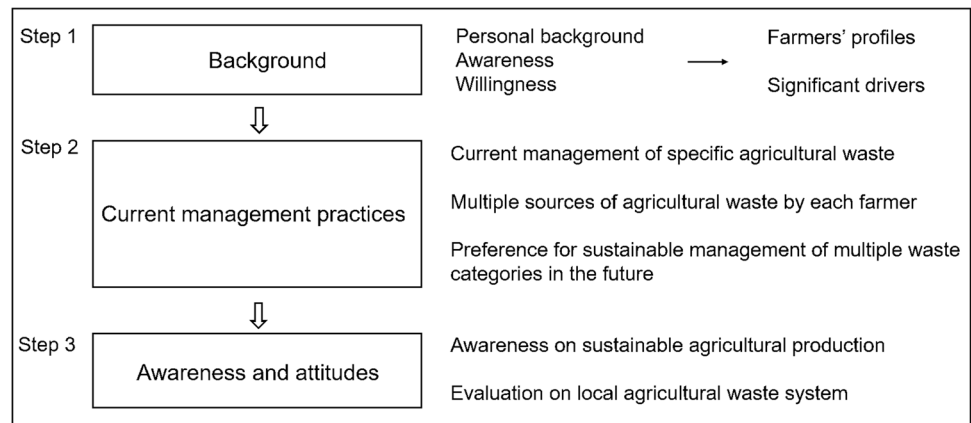 Step 1
Background
Personal background
Awareness
Willingness
Farmers’ profiles
Significant drivers
Step 2
Current management practices
Current management of specific agricultural waste
Multiple sources of agricultural waste by each farmer
Preference for sustainable management of multiple waste
categories in the future
Step 3
Awareness and attitudes
Awareness on sustainable agricultural production
Evaluation on local agricultural waste system